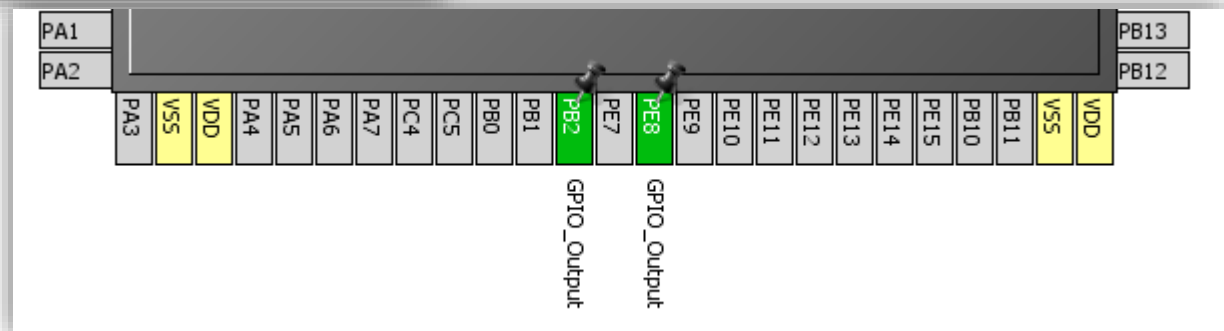 PA1
PA2
PB13
PB12
PA3
VSS
VDD
PA4
PA5
PA6
PA7
PC4
PC5
PB0
PB1
PB2
PE7
PE8
PE9
PE10
PE11
PE12
PE13
PE14
PE15
PB10
PB11
VSS
VDD
GPIO_Output
GPIO_Output